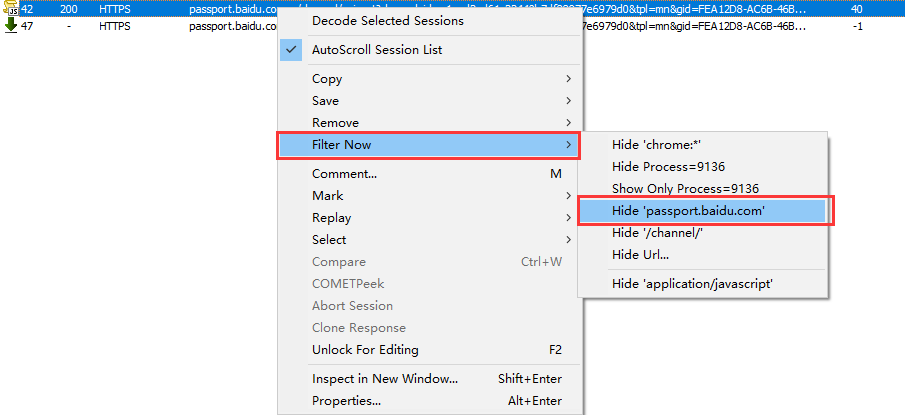 42 200 HTTPS passport.baidu.com 7e6979d0&tpl=mn&gid=FEA12D8-AC6B-46B... 40
47 - HTTPS passport.baidu.co 7e6979d0&tpl=mn&gid=FEA12D8-AC6B-46B... -1
JS
Decode Selected Sessions
AutoScroll Session List
Copy
Save
Remove
Filter Now
Comment... M
Mark
Replay
Select
Compare Ctrl+W
COMETPeek
Abort Session
Clone Response
Unlock For Editing F2
Inspect in New Window... Shift+Enter
Properties... Alt+Enter
Hide 'chrome:*'
Hide Process=9136
Show Only Process=9136
Hide 'passport.baidu.com'
Hide '/channel/'
Hide Url...
Hide 'application/javascript'